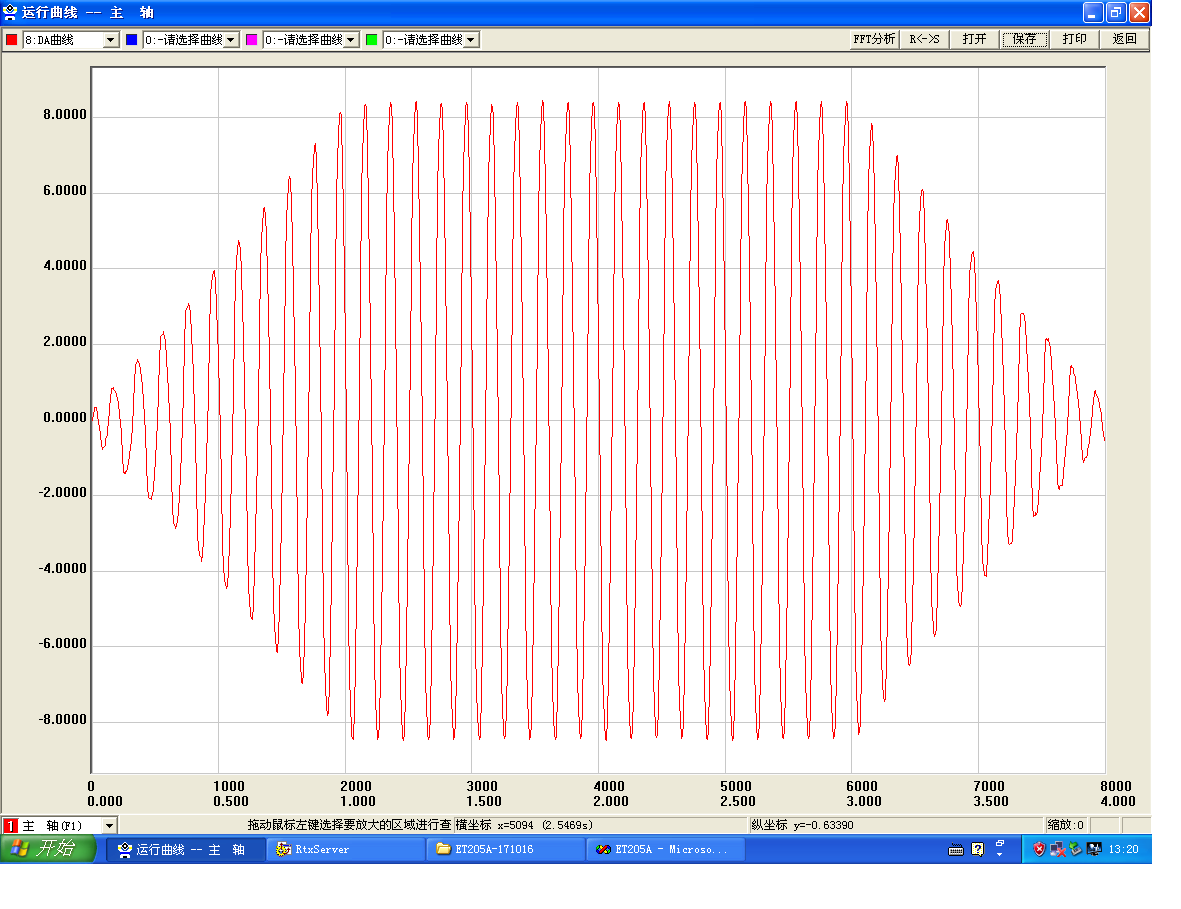 运行曲线 -- 主 轴
8:DA曲线 0:-请选择曲线 0:-请选择曲线 0:-请选择曲线 FFT分析 R<->S 打开 保存 打印 返回
8.0000
6.0000
4.0000
2.0000
0.0000
-2.0000
-4.0000
-6.0000
-8.0000
0 1000 2000 3000 4000 5000 6000 7000 8000
0.000 0.500 1.000 1.500 2.000 2.500 3.000 3.500 4.000
1 主 轴(F1) 拖动鼠标左键选择要放大的区域进行查 横坐标 x=5094 (2.5469s) 纵坐标 y=-0.63390 缩放:0
开始 运行曲线 -- 主 轴 RtxServer ET205A-171016 ET205A - Microso... 13:20